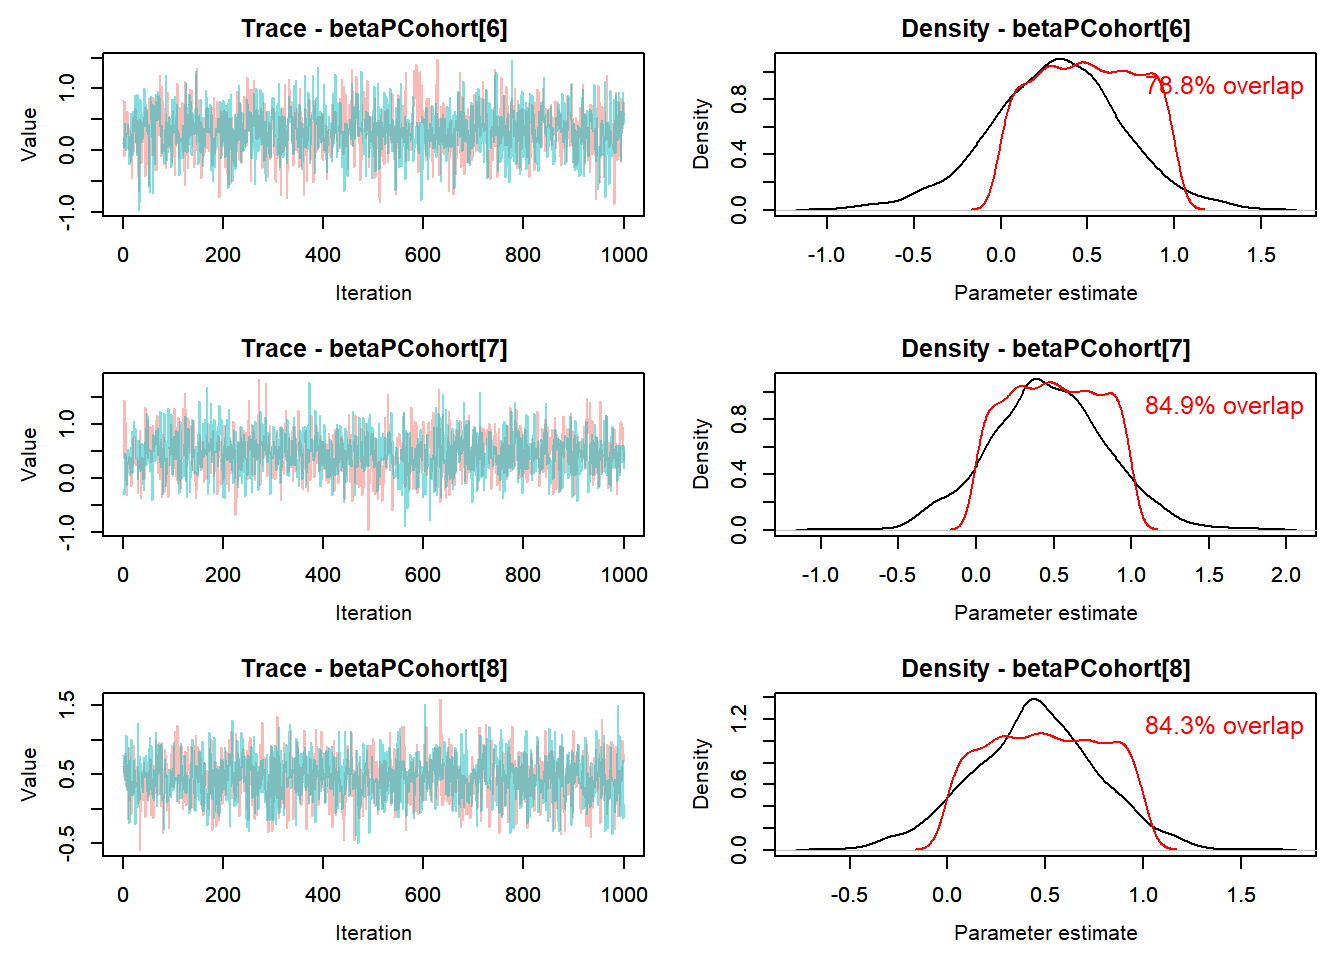 Trace - betaPCohort[6]
Value
-1.0 0.0 1.0
0 200 400 600 800 1000
Iteration
Density - betaPCohort[6]
78.8% overlap
Density
0.0 0.4 0.8
-1.0 -0.5 0.0 0.5 1.0 1.5
Parameter estimate
Trace - betaPCohort[7]
Value
-1.0 0.0 1.0
0 200 400 600 800 1000
Iteration
Density - betaPCohort[7]
84.9% overlap
Density
0.0 0.4 0.8
-1.0 -0.5 0.0 0.5 1.0 1.5 2.0
Parameter estimate
Trace - betaPCohort[8]
Value
-0.5 0.5 1.5
0 200 400 600 800 1000
Iteration
Density - betaPCohort[8]
84.3% overlap
Density
0.0 0.6 1.2
-0.5 0.0 0.5 1.0 1.5
Parameter estimate